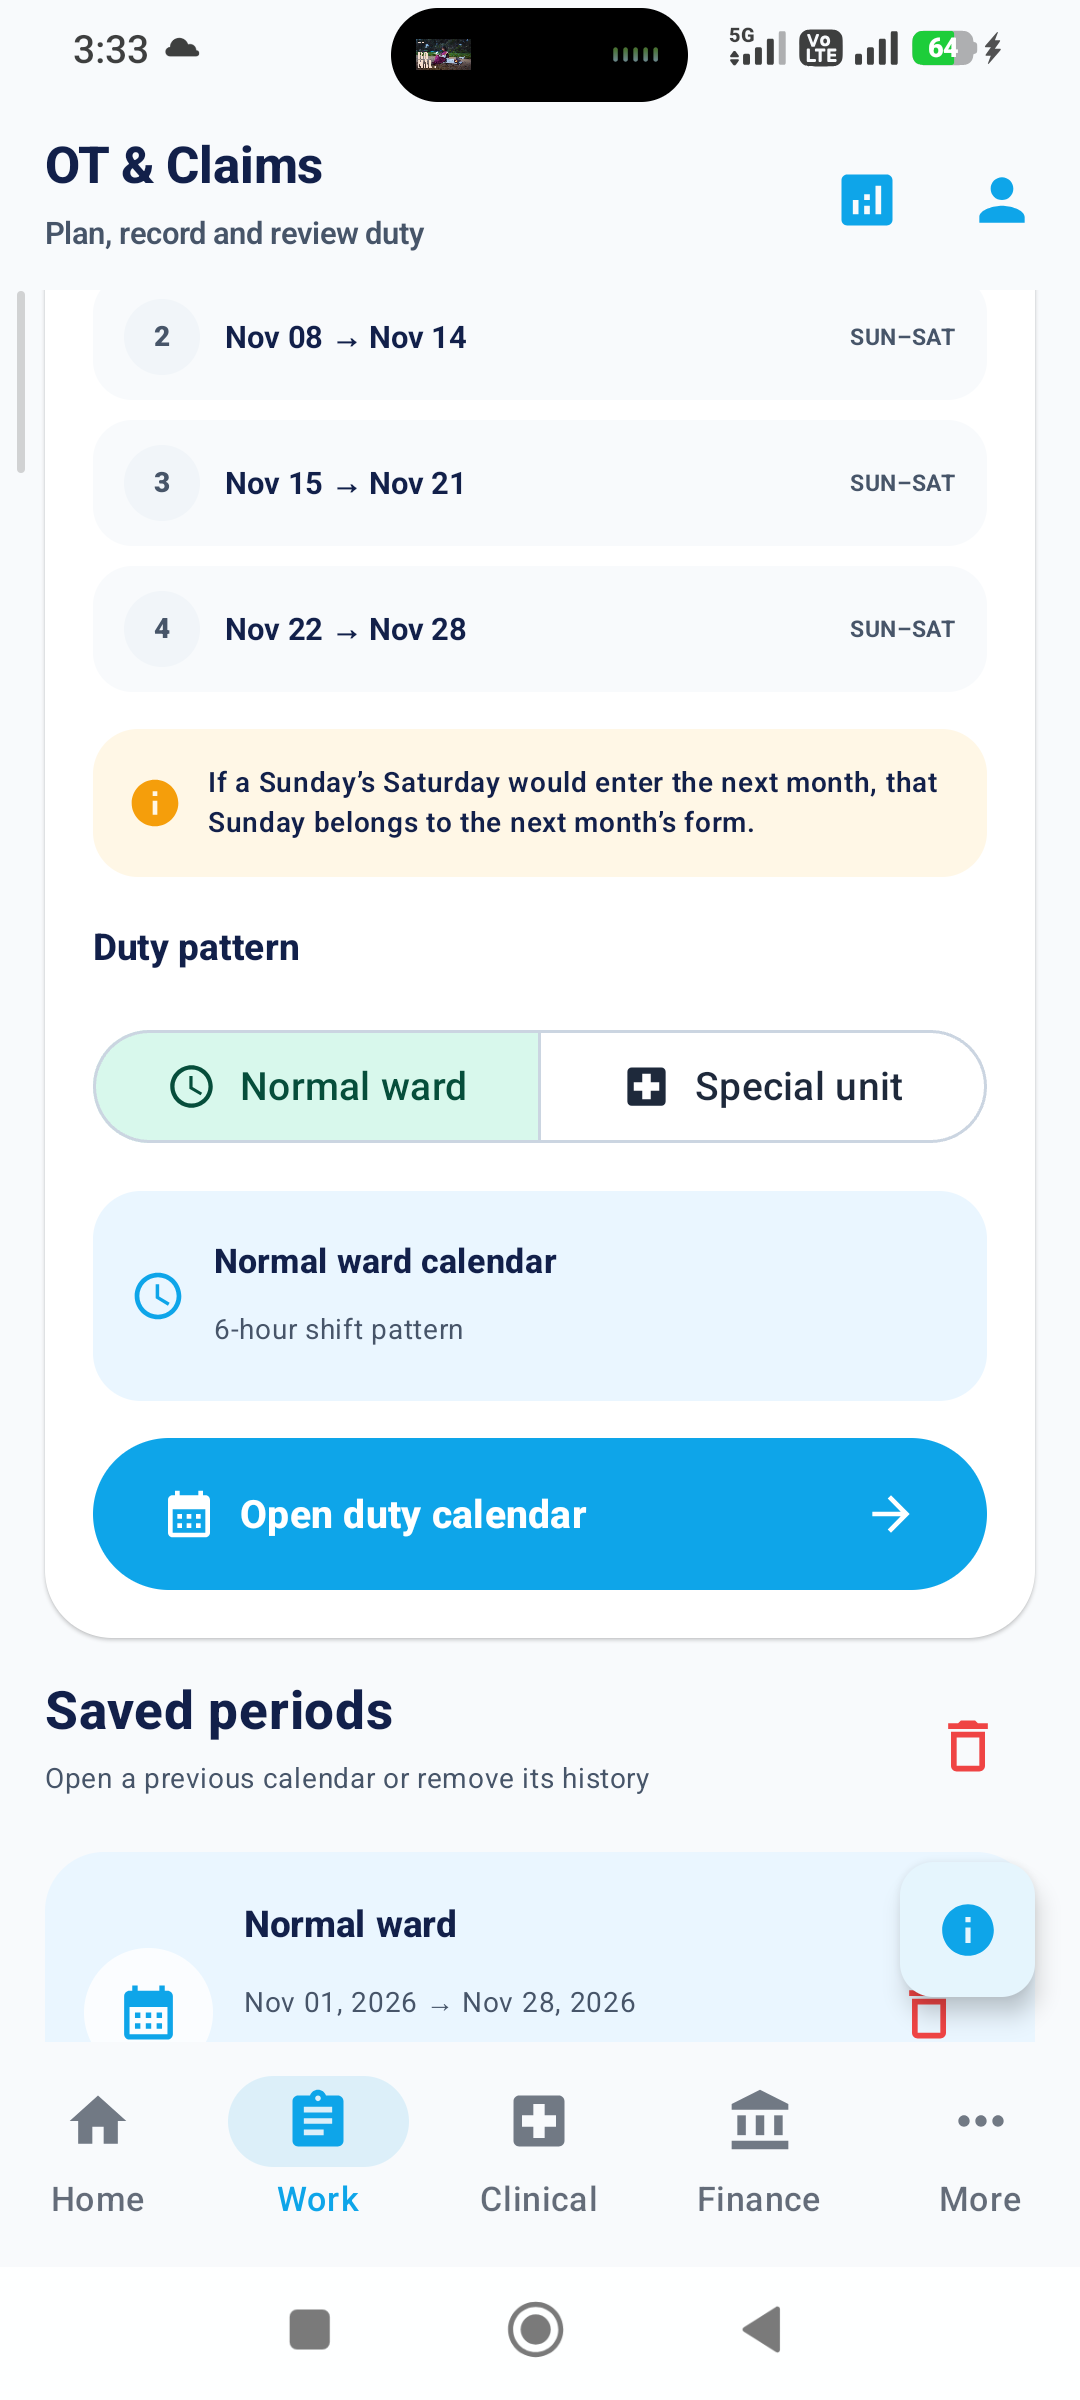 3:33
5G
Vo
LTE
64
OT & Claims
Plan, record and review duty
2
Nov 08 → Nov 14
SUN–SAT
3
Nov 15 → Nov 21
SUN–SAT
4
Nov 22 → Nov 28
SUN–SAT
If a Sunday’s Saturday would enter the next month, that
Sunday belongs to the next month’s form.
Duty pattern
Normal ward
Special unit
Normal ward calendar
6-hour shift pattern
Open duty calendar
Saved periods
Open a previous calendar or remove its history
Normal ward
Nov 01, 2026 → Nov 28, 2026
Home
Work
Clinical
Finance
More